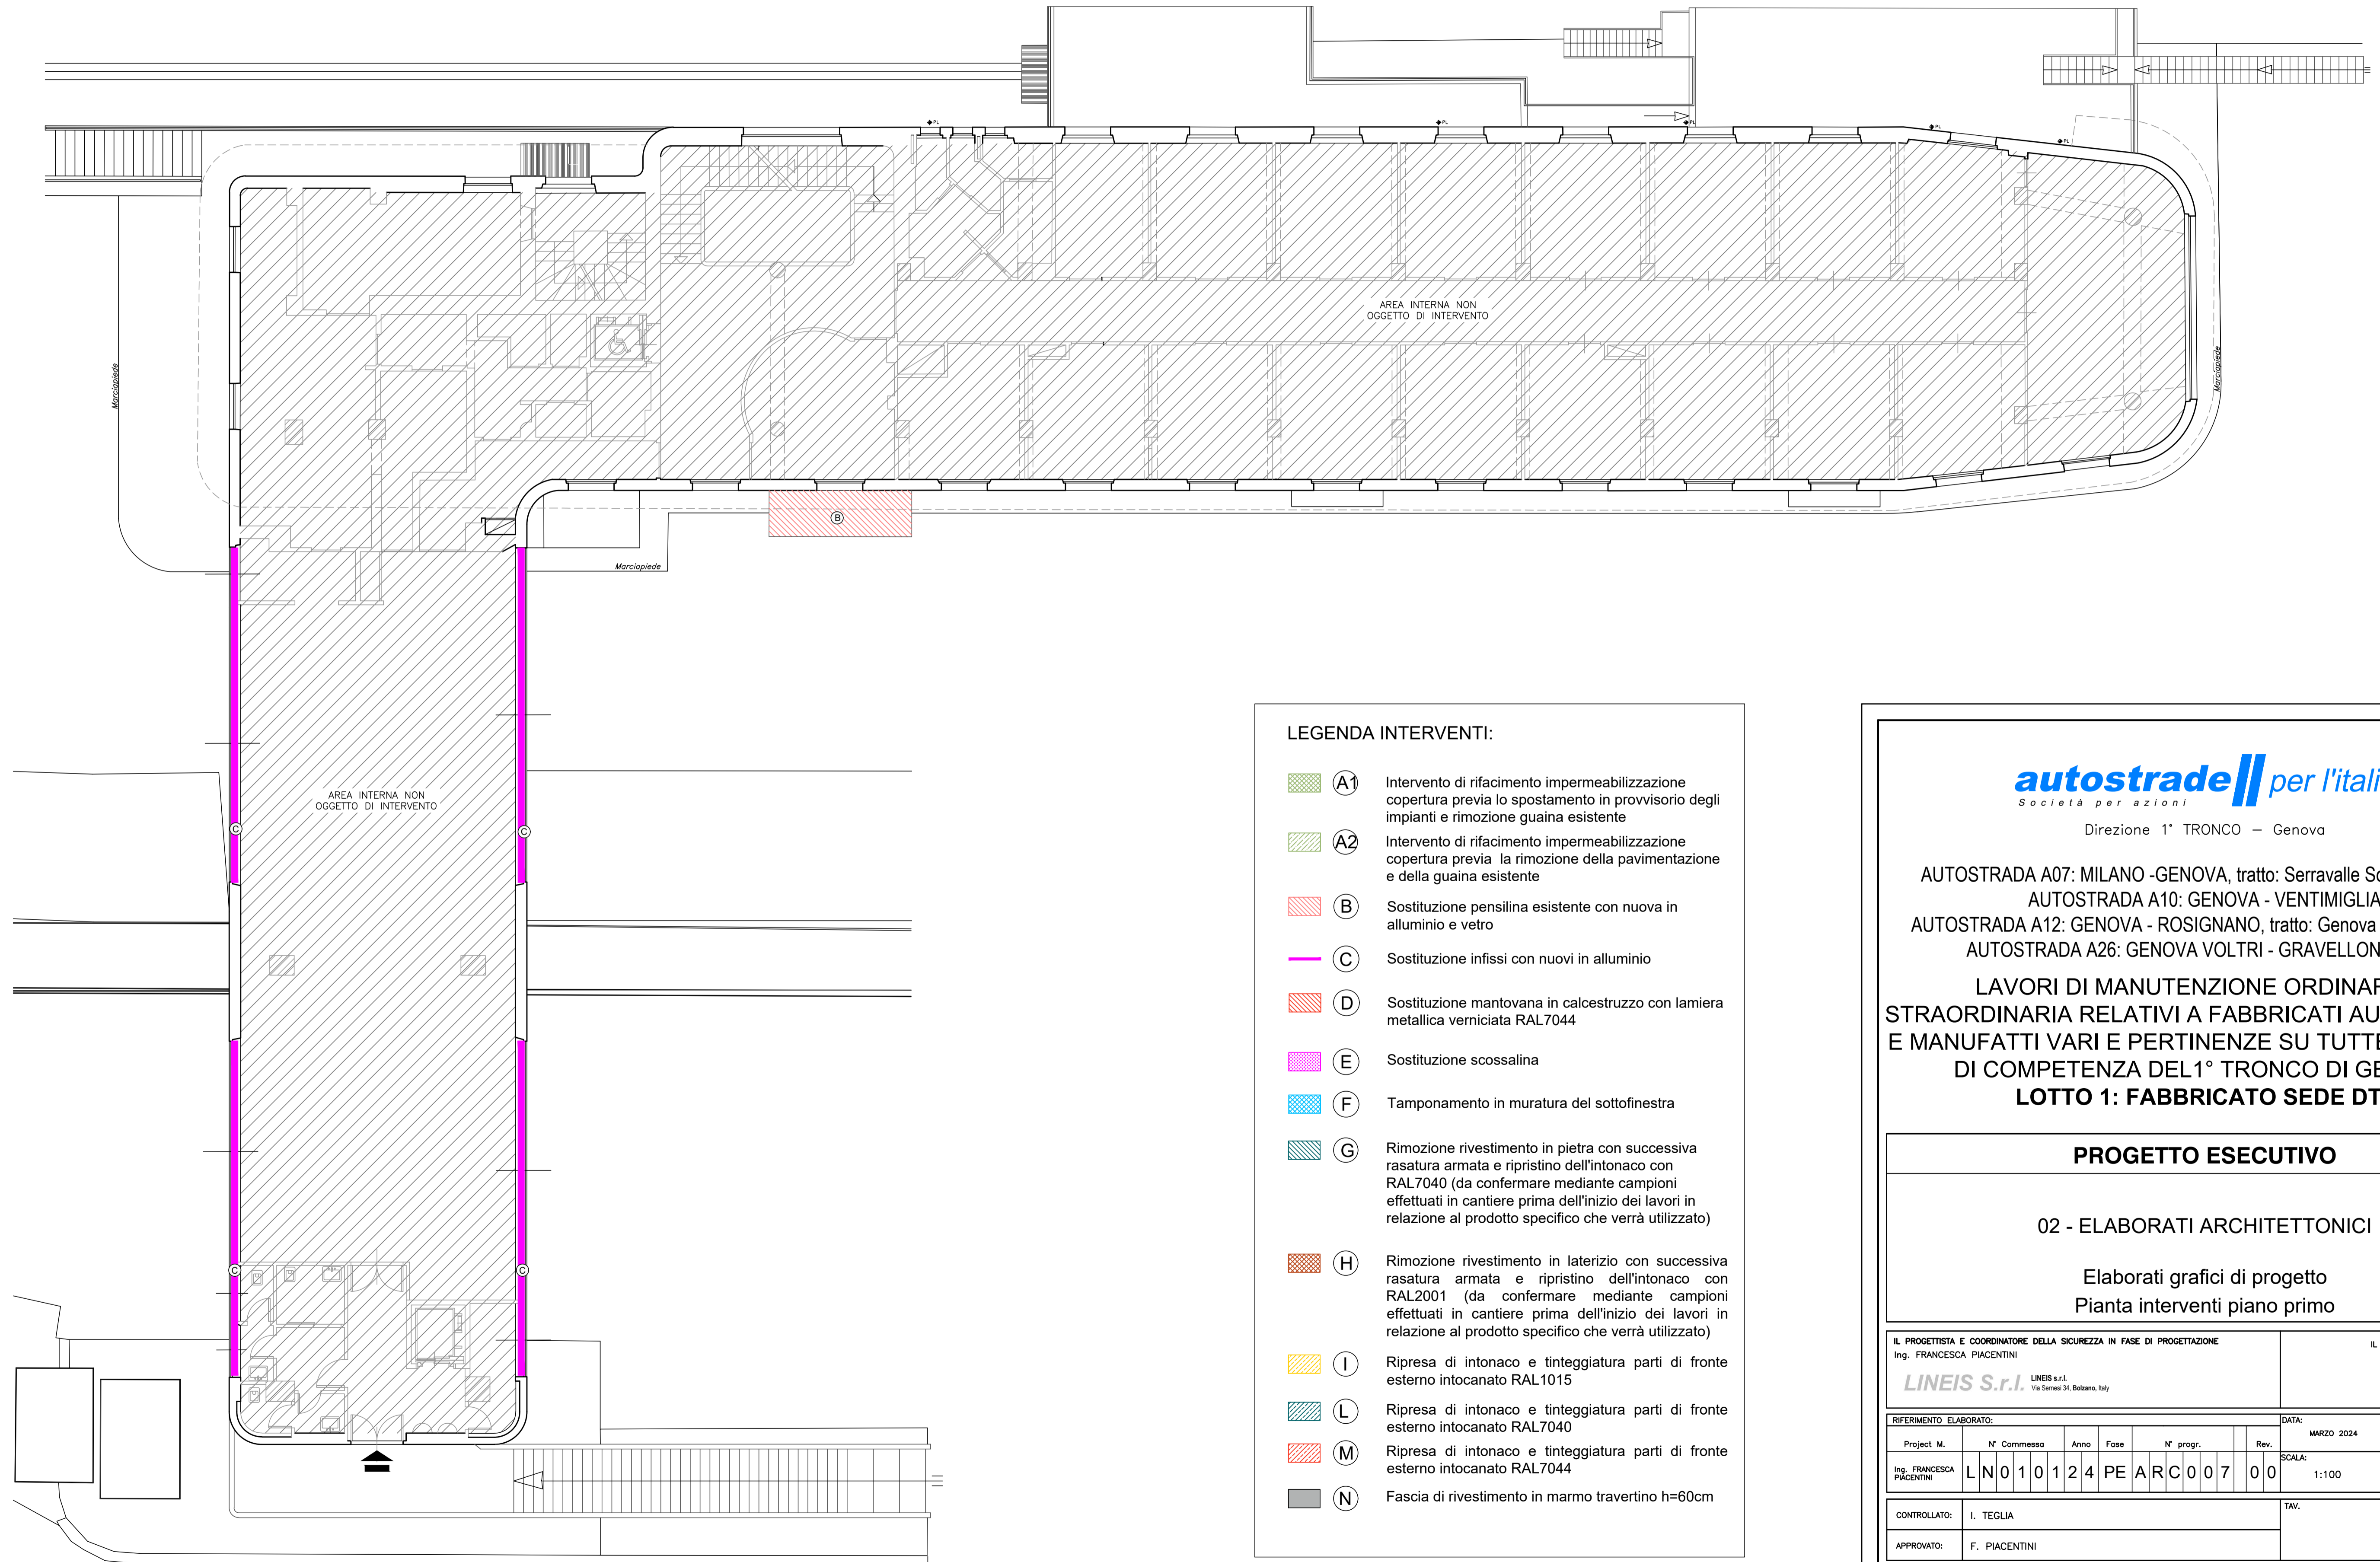 PL
PL
PL
PL
PL
AREA INTERNA NON
OGGETTO DI INTERVENTO
Marciapiede
Marciapiede
B
Marciapiede
AREA INTERNA NON
OGGETTO DI INTERVENTO
C
C
C
C
LEGENDA INTERVENTI:
A1 Intervento di rifacimento impermeabilizzazione
copertura previa lo spostamento in provvisorio degli
impianti e rimozione guaina esistente
A2 Intervento di rifacimento impermeabilizzazione
copertura previa la rimozione della pavimentazione
e della guaina esistente
B Sostituzione pensilina esistente con nuova in
alluminio e vetro
C Sostituzione infissi con nuovi in alluminio
D Sostituzione mantovana in calcestruzzo con lamiera
metallica verniciata RAL7044
E Sostituzione scossalina
F Tamponamento in muratura del sottofinestra
G Rimozione rivestimento in pietra con successiva
rasatura armata e ripristino dell'intonaco con
RAL7040 (da confermare mediante campioni
effettuati in cantiere prima dell'inizio dei lavori in
relazione al prodotto specifico che verrà utilizzato)
H Rimozione rivestimento in laterizio con successiva
rasatura armata e ripristino dell'intonaco con
RAL2001 (da confermare mediante campioni
effettuati in cantiere prima dell'inizio dei lavori in
relazione al prodotto specifico che verrà utilizzato)
I Ripresa di intonaco e tinteggiatura parti di fronte
esterno intocanato RAL1015
L Ripresa di intonaco e tinteggiatura parti di fronte
esterno intocanato RAL7040
M Ripresa di intonaco e tinteggiatura parti di fronte
esterno intocanato RAL7044
N Fascia di rivestimento in marmo travertino h=60cm
autostrade per l'itali
Società per azioni
Direzione 1° TRONCO – Genova
AUTOSTRADA A07: MILANO -GENOVA, tratto: Serravalle Sc
AUTOSTRADA A10: GENOVA - VENTIMIGLIA
AUTOSTRADA A12: GENOVA - ROSIGNANO, tratto: Genova
AUTOSTRADA A26: GENOVA VOLTRI - GRAVELLON
LAVORI DI MANUTENZIONE ORDINAR
STRAORDINARIA RELATIVI A FABBRICATI AU
E MANUFATTI VARI E PERTINENZE SU TUTTE
DI COMPETENZA DEL1° TRONCO DI GE
LOTTO 1: FABBRICATO SEDE DT
PROGETTO ESECUTIVO
02 - ELABORATI ARCHITETTONICI
Elaborati grafici di progetto
Pianta interventi piano primo
IL PROGETTISTA E COORDINATORE DELLA SICUREZZA IN FASE DI PROGETTAZIONE
Ing. FRANCESCA PIACENTINI
IL
LINEIS S.r.l.
LINEIS s.r.l.
Via Sernesi 34, Bolzano, Italy
RIFERIMENTO ELABORATO:
Project M. N° Commessa Anno Fase N° progr. Rev.
Ing. FRANCESCA
PIACENTINI
L N 0 1 0 1 2 4 PE A R C 0 0 7 0 0
DATA:
MARZO 2024
SCALA:
1:100
CONTROLLATO: I. TEGLIA
TAV.
APPROVATO: F. PIACENTINI